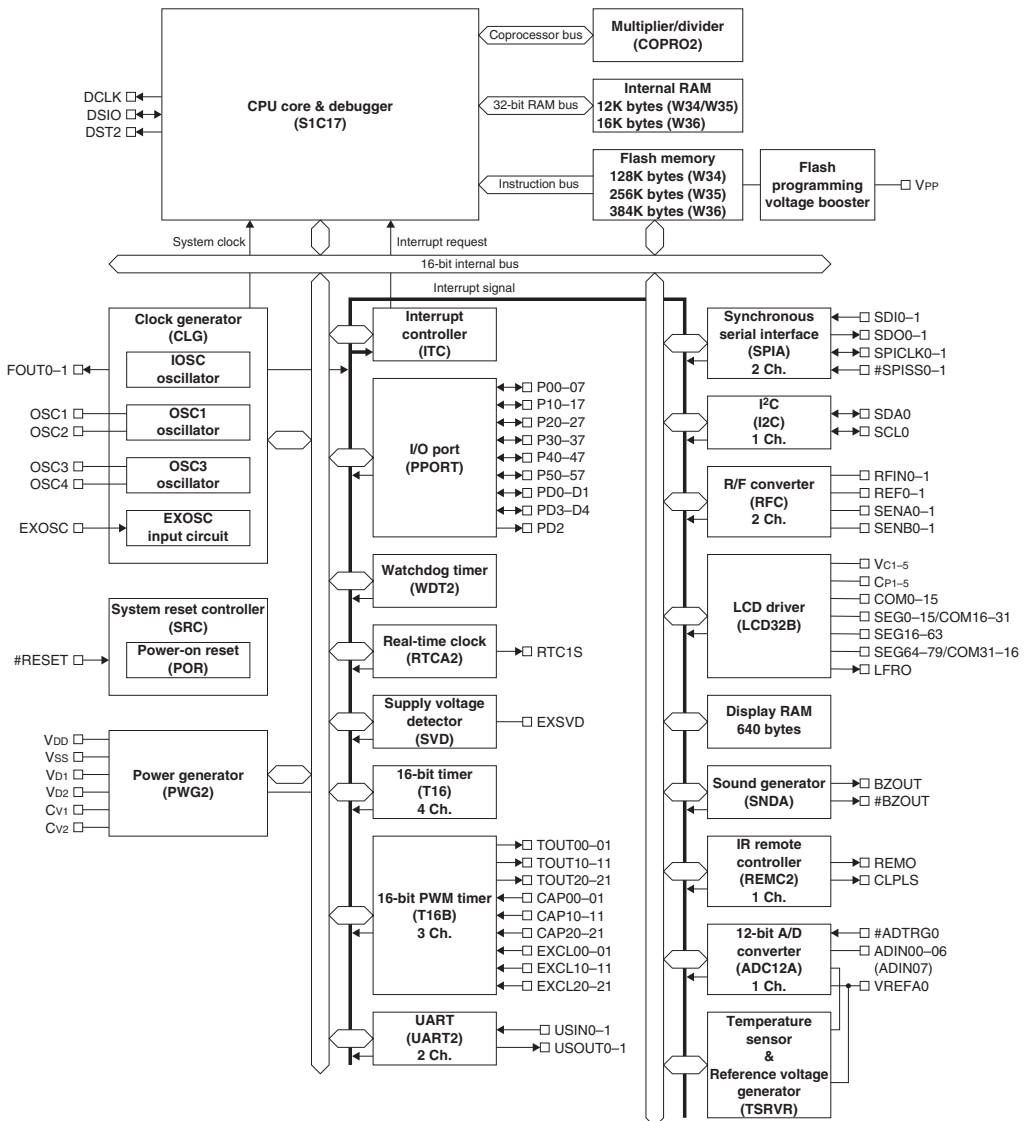 Coprocessor bus
Multiplier/divider
(COPRO2)
DCLK
DSIO
DST2
CPU core & debugger
(S1C17)
32-bit RAM bus
Internal RAM
12K bytes (W34/W35)
16K bytes (W36)
Instruction bus
Flash memory
128K bytes (W34)
256K bytes (W35)
384K bytes (W36)
Flash
programming
voltage booster
VPP
System clock
Interrupt request
16-bit internal bus
Interrupt signal
Clock generator
(CLG)
IOSC
oscillator
FOUT0–1
OSC1
OSC2
OSC1
oscillator
OSC3
OSC4
OSC3
oscillator
EXOSC
EXOSC
input circuit
System reset controller
(SRC)
#RESET
Power-on reset
(POR)
VDD
VSS
VD1
VD2
CV1
CV2
Power generator
(PWG2)
Interrupt
controller
(ITC)
I/O port
(PPORT)
P00–07
P10–17
P20–27
P30–37
P40–47
P50–57
PD0–D1
PD3–D4
PD2
Watchdog timer
(WDT2)
Real-time clock
(RTCA2)
RTC1S
Supply voltage
detector
(SVD)
EXSVD
16-bit timer
(T16)
4 Ch.
16-bit PWM timer
(T16B)
3 Ch.
TOUT00–01
TOUT10–11
TOUT20–21
CAP00–01
CAP10–11
CAP20–21
EXCL00–01
EXCL10–11
EXCL20–21
UART
(UART2)
2 Ch.
USIN0–1
USOUT0–1
Synchronous
serial interface
(SPIA)
2 Ch.
SDI0–1
SDO0–1
SPICLK0–1
#SPISS0–1
I2C
(I2C)
1 Ch.
SDA0
SCL0
R/F converter
(RFC)
2 Ch.
RFIN0–1
REF0–1
SENA0–1
SENB0–1
LCD driver
(LCD32B)
VC1–5
CP1–5
COM0–15
SEG0–15/COM16–31
SEG16–63
SEG64–79/COM31–16
LFRO
Display RAM
640 bytes
Sound generator
(SNDA)
BZOUT
#BZOUT
IR remote
controller
(REMC2)
1 Ch.
REMO
CLPLS
12-bit A/D
converter
(ADC12A)
1 Ch.
#ADTRG0
ADIN00–06
(ADIN07)
VREFA0
Temperature
sensor
&
Reference voltage
generator
(TSRVR)